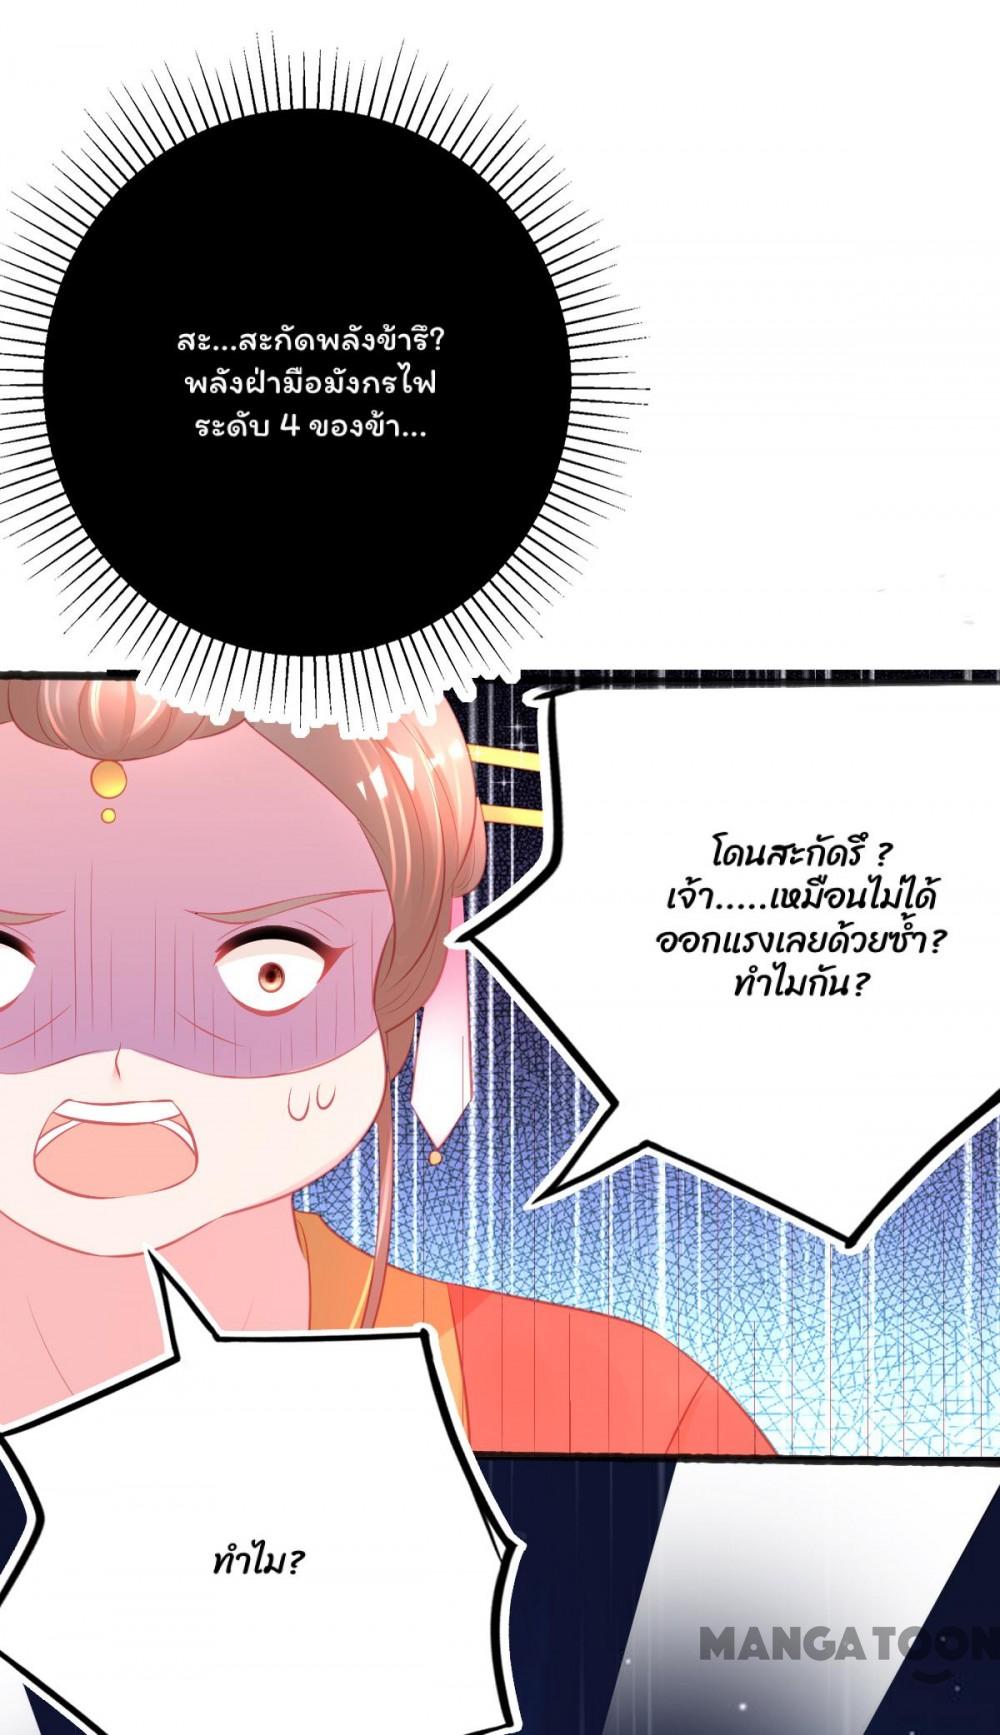 สะ...สะกัดพลังข้ารึ?
พลังฝ่ามือมังกรไฟ
ระดับ 4 ของข้า...
โดนสะกัดรึ ?
เจ้า.....เหมือนไม่ได้
ออกแรงเลยด้วยซ้ำ?
ทำไมกัน?
ทำไม?
MANGATOON